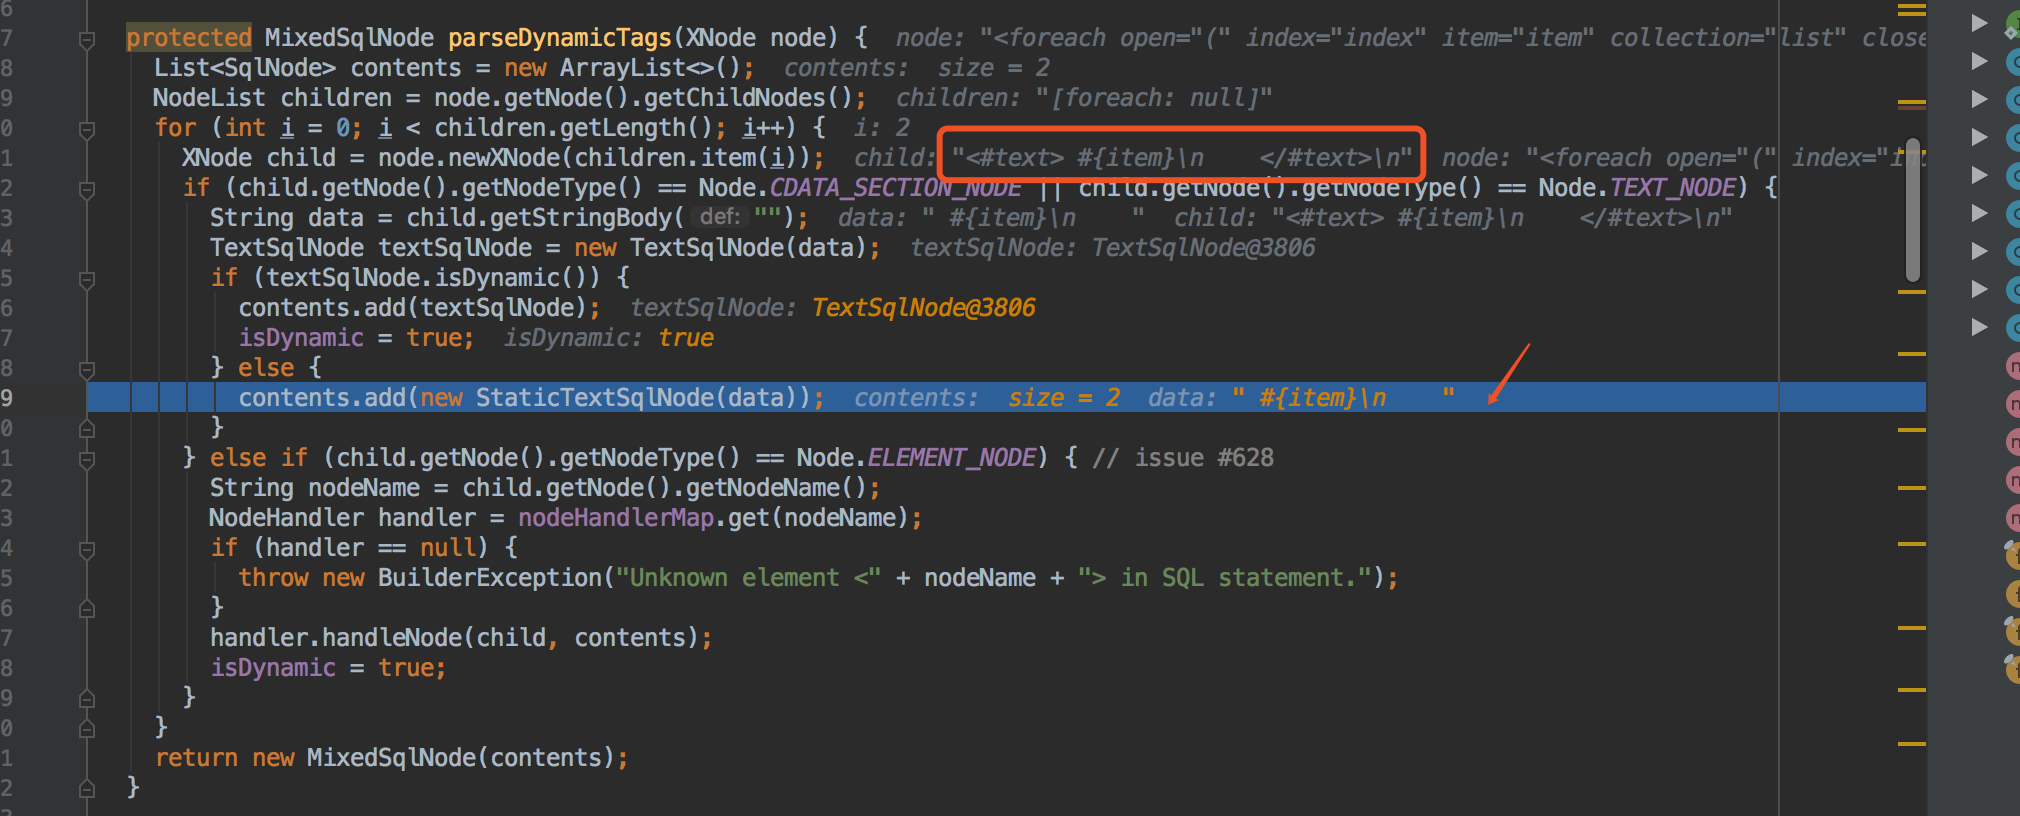 6
7 protected MixedSqlNode parseDynamicTags(XNode node) { node: "<foreach open="(" index="index" item="item" collection="list" close
8 List<SqlNode> contents = new ArrayList<>(); contents: size = 2
9 NodeList children = node.getNode().getChildNodes(); children: "[foreach: null]"
0 for (int i = 0; i < children.getLength(); i++) { i: 2
1 XNode child = node.newXNode(children.item(i)); child: "<#text> #{item}\n    </#text>\n" node: "<foreach open="(" index="ind
2 if (child.getNode().getNodeType() == Node.CDATA_SECTION_NODE || child.getNode().getNodeType() == Node.TEXT_NODE) {
3 String data = child.getStringBody( def: ""); data: " #{item}\n    " child: "<#text> #{item}\n    </#text>\n"
4 TextSqlNode textSqlNode = new TextSqlNode(data); textSqlNode: TextSqlNode@3806
5 if (textSqlNode.isDynamic()) {
6 contents.add(textSqlNode); textSqlNode: TextSqlNode@3806
7 isDynamic = true; isDynamic: true
8 } else {
9 contents.add(new StaticTextSqlNode(data)); contents: size = 2 data: " #{item}\n    "
0 }
1 } else if (child.getNode().getNodeType() == Node.ELEMENT_NODE) { // issue #628
2 String nodeName = child.getNode().getNodeName();
3 NodeHandler handler = nodeHandlerMap.get(nodeName);
4 if (handler == null) {
5 throw new BuilderException("Unknown element <" + nodeName + "> in SQL statement.");
6 }
7 handler.handleNode(child, contents);
8 isDynamic = true;
9 }
0 }
1 return new MixedSqlNode(contents);
2 }